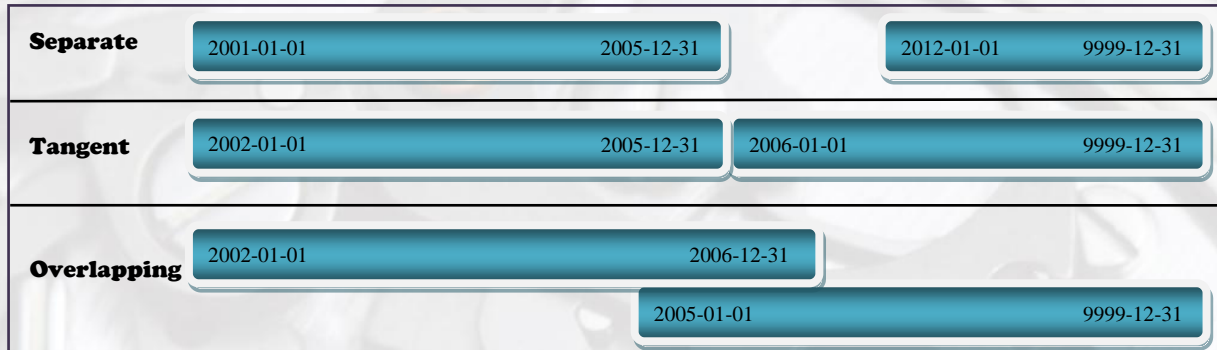 Separate 2001-01-01 2005-12-31 2012-01-01 9999-12-31
Tangent 2002-01-01 2005-12-31 2006-01-01 9999-12-31
Overlapping 2002-01-01 2006-12-31
2005-01-01 9999-12-31